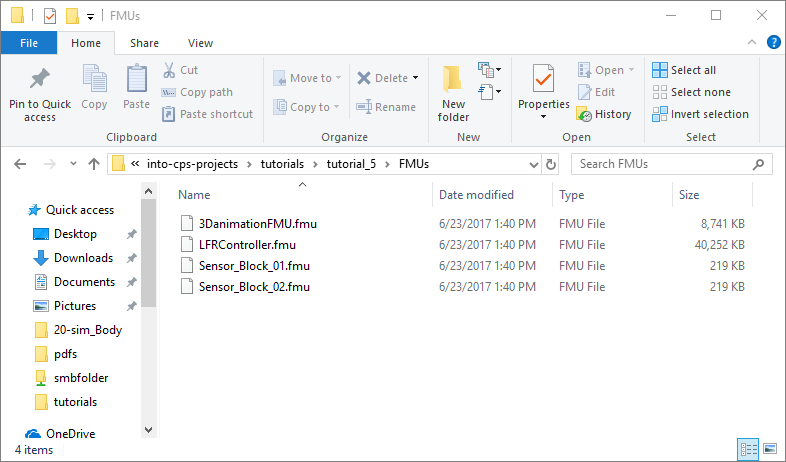 FMUs
File Home Share View
Pin to Quick access
Copy
Paste
Cut
Copy path
Paste shortcut
Clipboard
Move to
Copy to
Delete
Rename
Organize
New folder
New
Properties
Open
Edit
History
Open
Select all
Select none
Invert selection
Select
« into-cps-projects > tutorials > tutorial_5 > FMUs
Search FMUs
Name Date modified Type Size
3DanimationFMU.fmu 6/23/2017 1:40 PM FMU File 8,741 KB
LFRController.fmu 6/23/2017 1:40 PM FMU File 40,252 KB
Sensor_Block_01.fmu 6/23/2017 1:40 PM FMU File 219 KB
Sensor_Block_02.fmu 6/23/2017 1:40 PM FMU File 219 KB
Quick access
Desktop
Downloads
Documents
Pictures
20-sim_Body
pdfs
smbfolder
tutorials
OneDrive
4 items